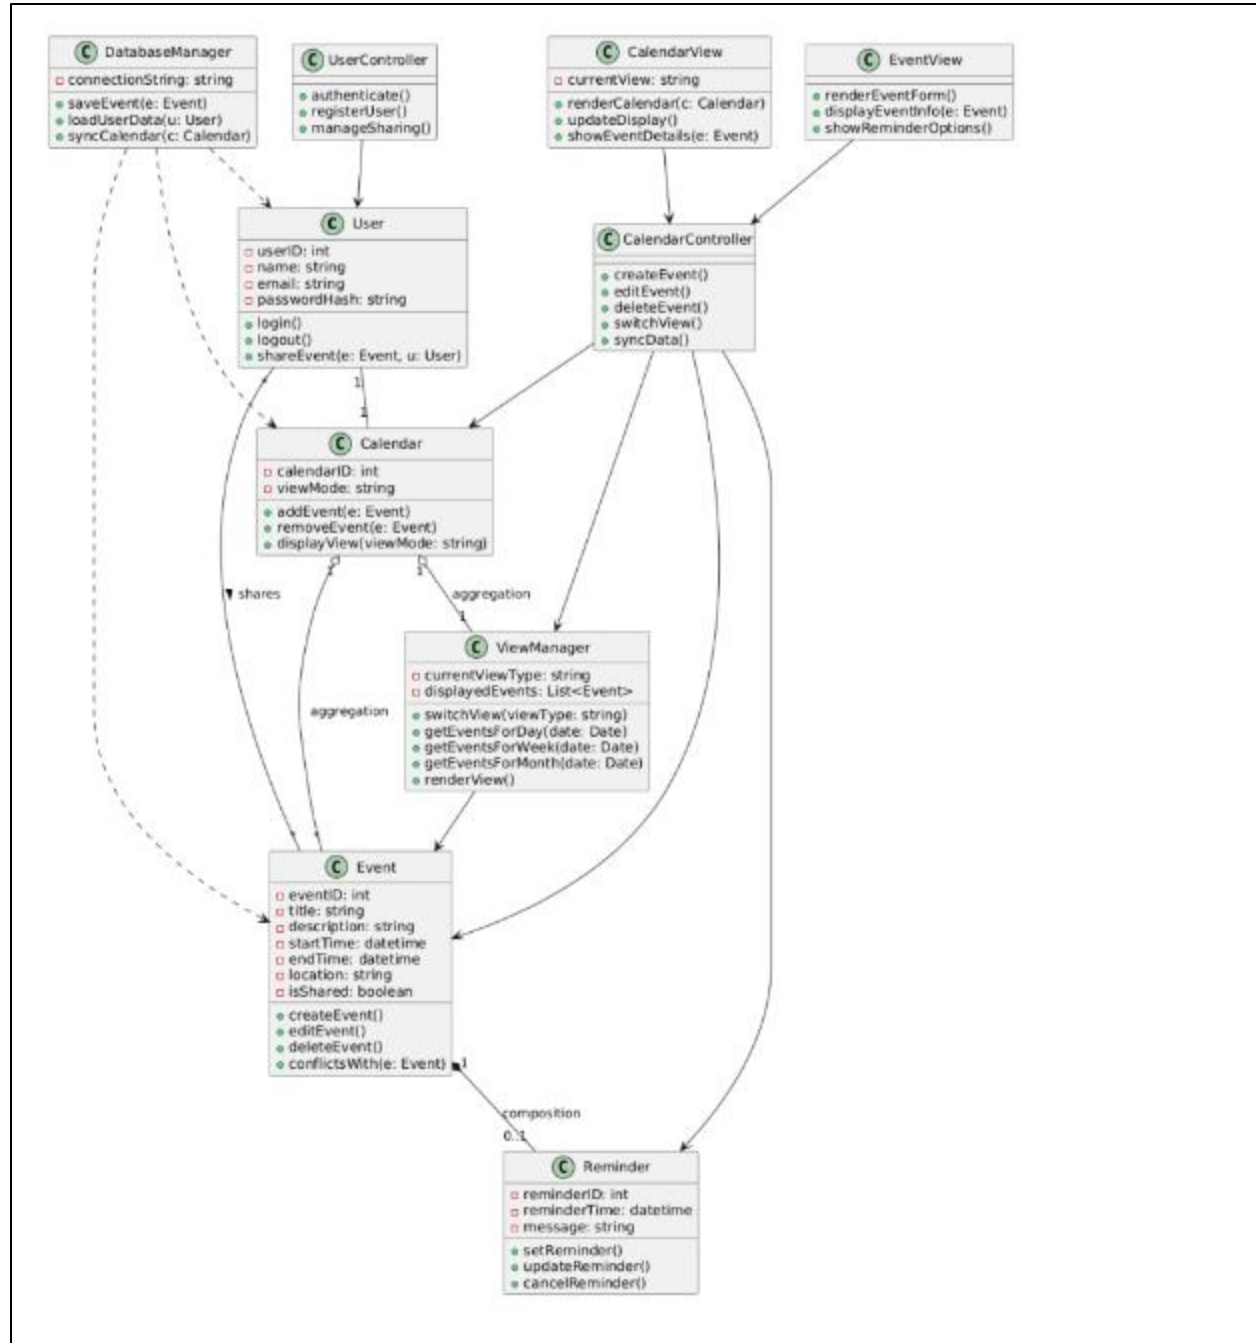 C DatabaseManager
connectionString: string
saveEvent(e: Event)
loadUserData(u: User)
syncCalendar(c: Calendar)
C UserController
authenticate()
registerUser()
manageSharing()
C CalendarView
currentView: string
renderCalendar(c: Calendar)
updateDisplay()
showEventDetails(e: Event)
C EventView
renderEventForm()
displayEventInfo(e: Event)
showReminderOptions()
C User
userID: int
name: string
email: string
passwordHash: string
login()
logout()
shareEvent(e: Event, u: User)
C CalendarController
createEvent()
editEvent()
deleteEvent()
switchView()
syncData()
*
1
1
C Calendar
calendarID: int
viewMode: string
addEvent(e: Event)
removeEvent(e: Event)
displayView(viewMode: string)
1
1
shares
aggregation
1
C ViewManager
currentViewType: string
displayedEvents: List<Event>
switchView(viewType: string)
getEventsForDay(date: Date)
getEventsForWeek(date: Date)
getEventsForMonth(date: Date)
renderView()
aggregation
*
*
C Event
eventID: int
title: string
description: string
startTime: datetime
endTime: datetime
location: string
isShared: boolean
createEvent()
editEvent()
deleteEvent()
conflictsWith(e: Event)
1
composition
0..1
C Reminder
reminderID: int
reminderTime: datetime
message: string
setReminder()
updateReminder()
cancelReminder()